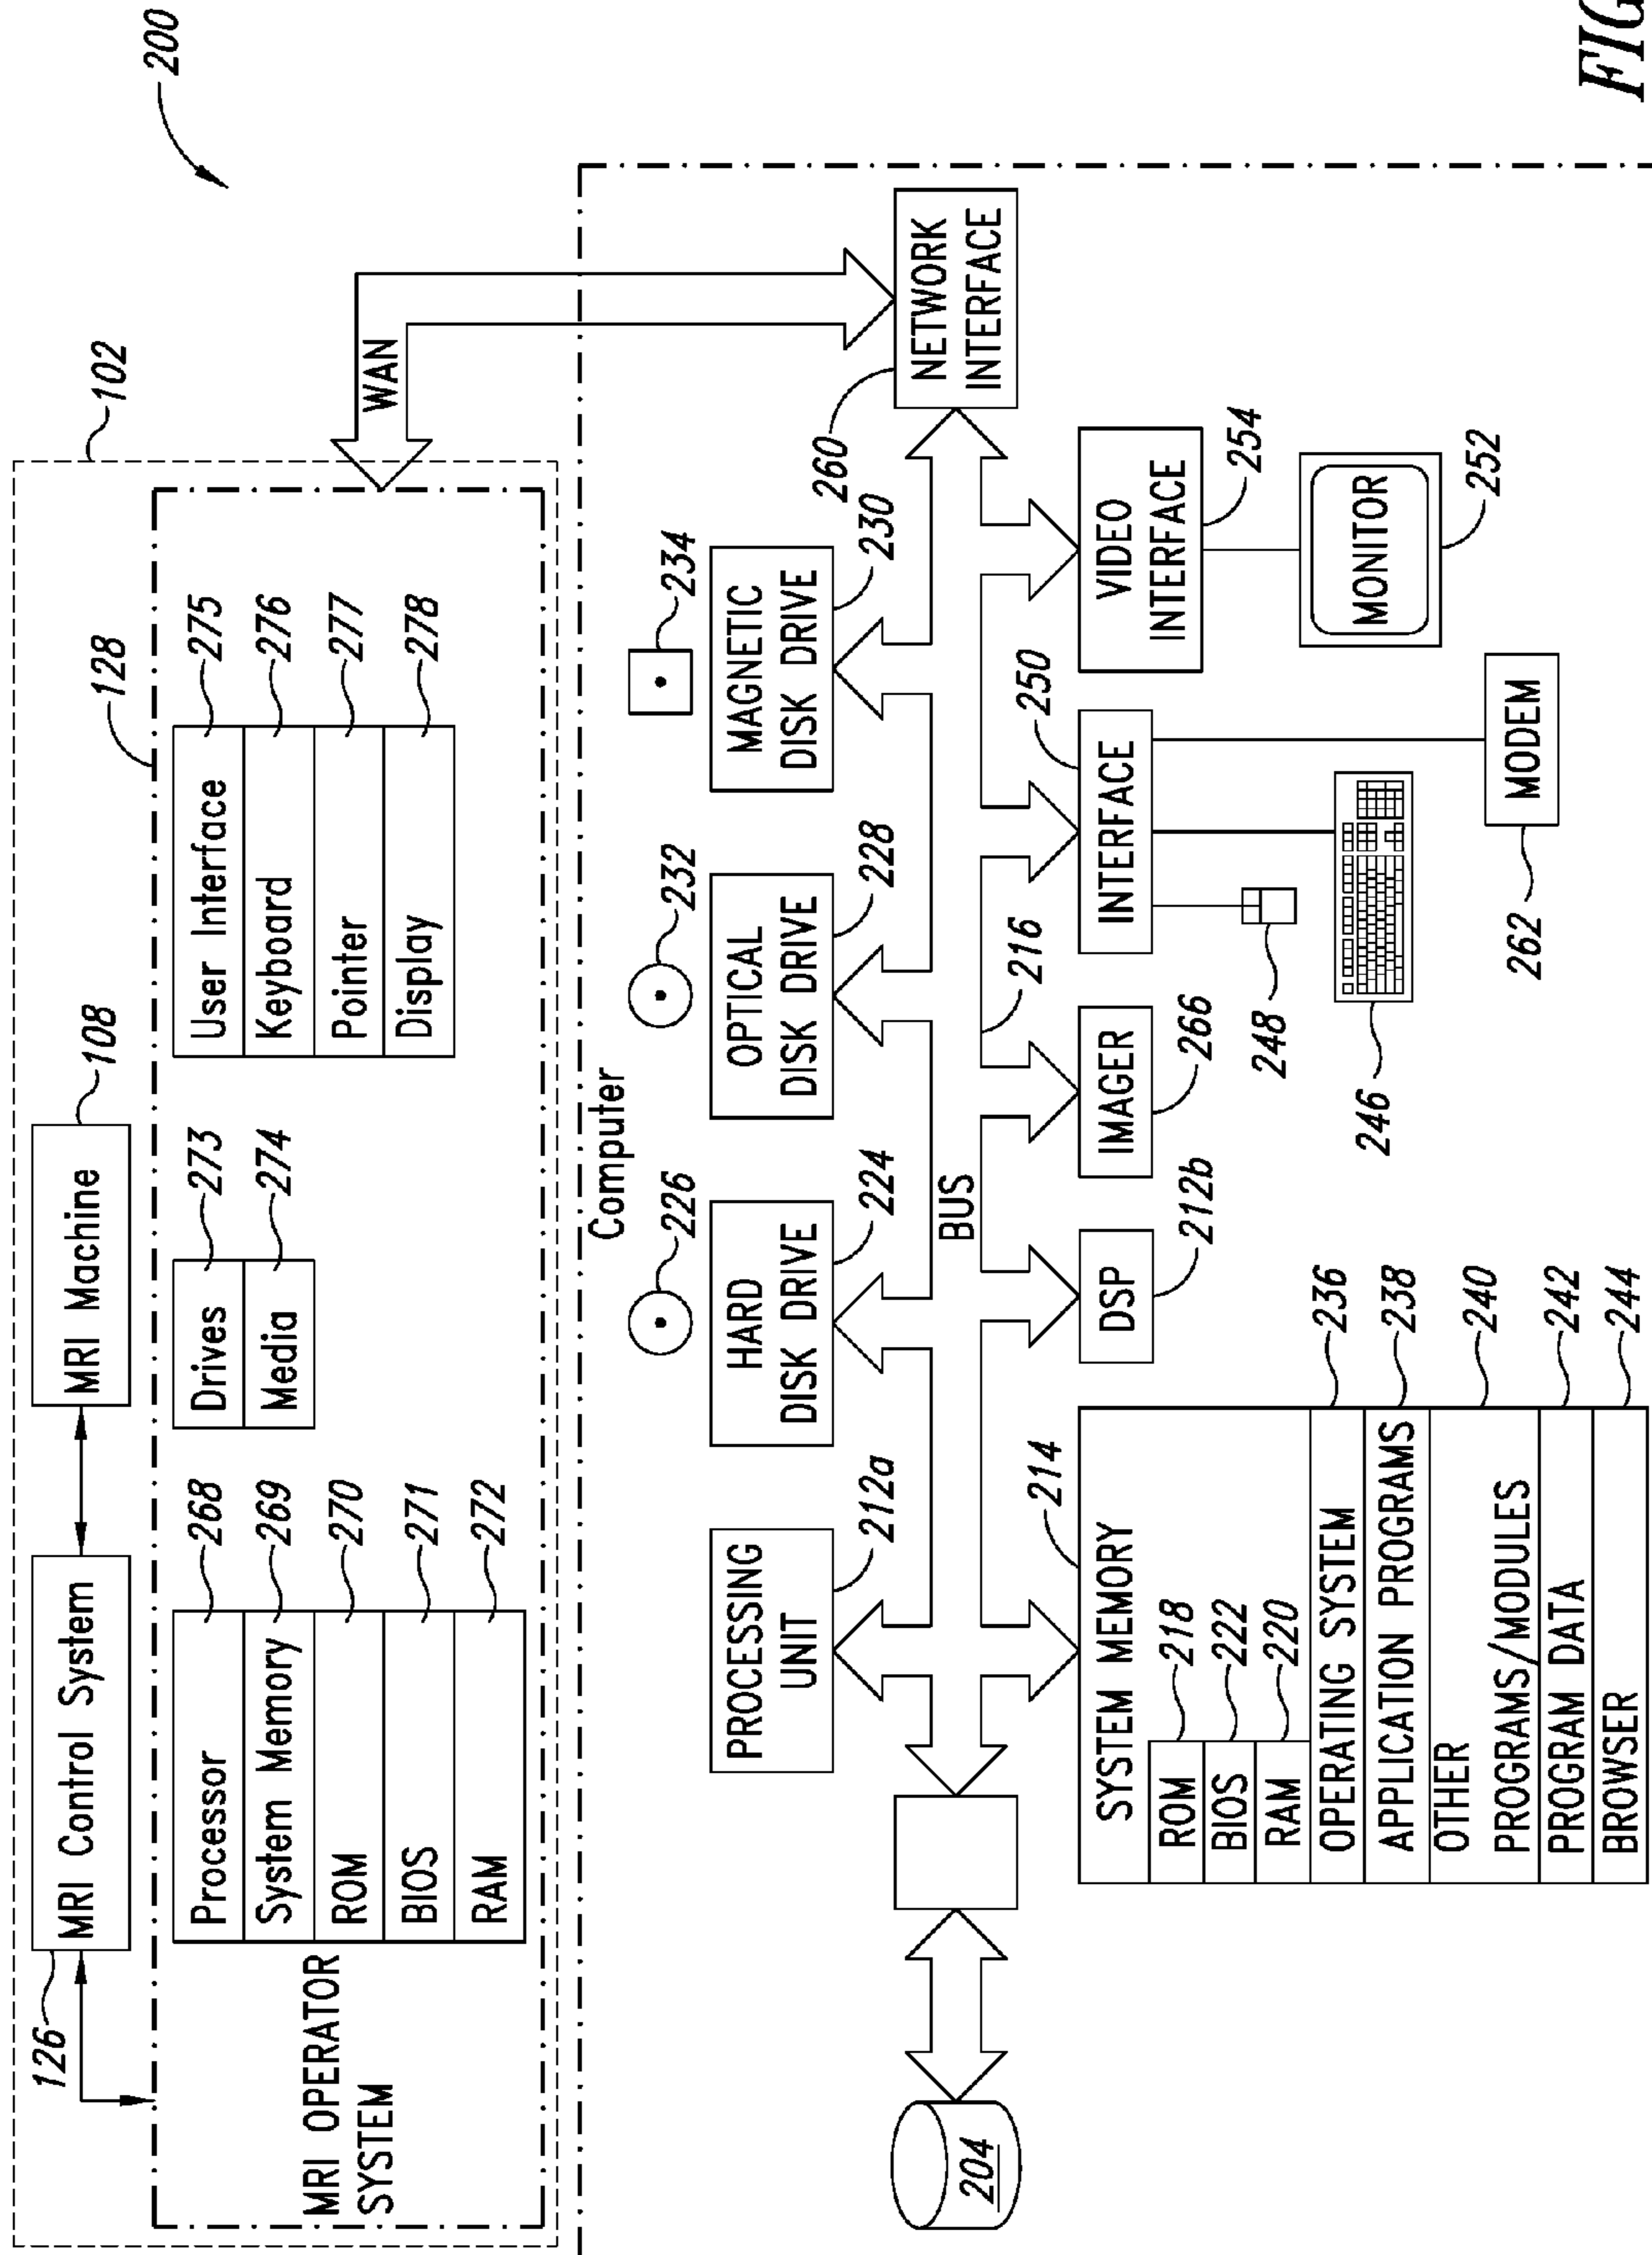 200
102
126
MRI Control System
MRI Machine
108
128
MRI OPERATOR
SYSTEM
Processor
268
System Memory
269
ROM
270
BIOS
271
RAM
272
Drives
273
Media
274
User Interface
275
Keyboard
276
Pointer
277
Display
278
WAN
Computer
226
232
234
PROCESSING
UNIT
212a
HARD
DISK DRIVE
224
OPTICAL
DISK DRIVE
228
MAGNETIC
DISK DRIVE
230
260
NETWORK
INTERFACE
204
BUS
216
214
SYSTEM MEMORY
ROM
218
BIOS
222
RAM
220
OPERATING SYSTEM
236
APPLICATION PROGRAMS
238
OTHER
PROGRAMS/MODULES
240
PROGRAM DATA
242
BROWSER
244
DSP
212b
IMAGER
266
INTERFACE
250
VIDEO
INTERFACE
254
MONITOR
252
248
246
MODEM
262
FIG